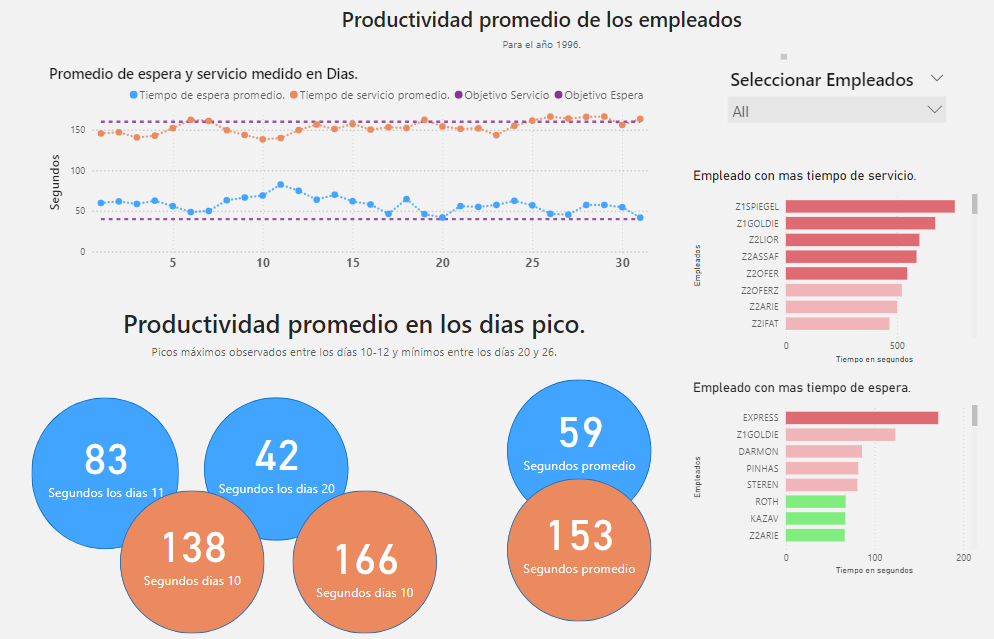 Productividad promedio de los empleados
Para el año 1996.
Promedio de espera y servicio medido en Dias.
Tiempo de espera promedio. Tiempo de servicio promedio. Objetivo Servicio Objetivo Espera
Segundos
150
100
50
0
5 10 15 20 25 30
Seleccionar Empleados
All
Empleado con mas tiempo de servicio.
Empleados
Z1SPIEGEL
Z1GOLDIE
Z2LIOR
Z2ASSAF
Z2OFER
Z2OFERZ
Z2ARIE
Z2IFAT
0 500
Tiempo en segundos
Productividad promedio en los dias pico.
Picos máximos observados entre los días 10-12 y mínimos entre los días 20 y 26.
83
Segundos los dias 11
42
Segundos los dias 20
138
Segundos dias 10
166
Segundos dias 10
59
Segundos promedio
153
Segundos promedio
Empleado con mas tiempo de espera.
Empleados
EXPRESS
Z1GOLDIE
DARMON
PINHAS
STEREN
ROTH
KAZAV
Z2ARIE
0 100 200
Tiempo en segundos